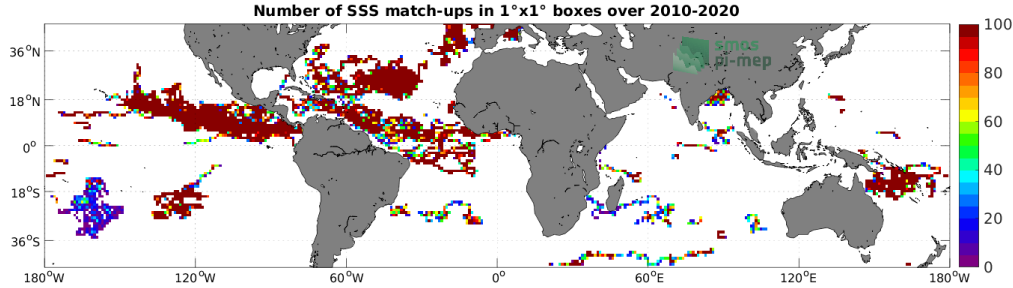 Number of SSS match-ups in 1°x1° boxes over 2010-2020
smos
pi-mep
36°N
18°N
0°
18°S
36°S
180°W
120°W
60°W
0°
60°E
120°E
180°W
100
80
60
40
20
0